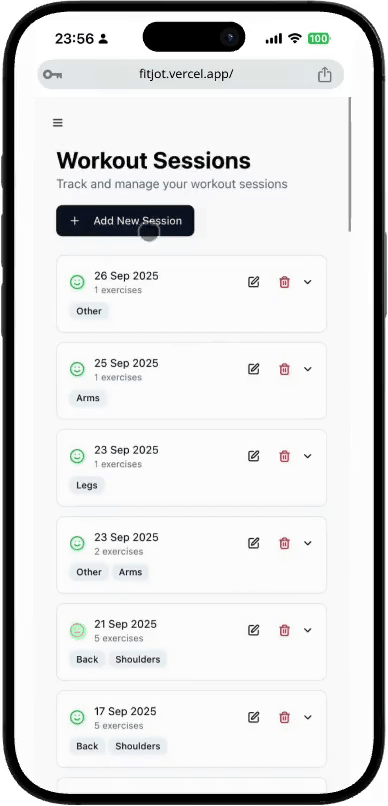 23:56
100
fitjot.vercel.app/
Workout Sessions
Track and manage your workout sessions
+ Add New Session
26 Sep 2025
1 exercises
Other
25 Sep 2025
1 exercises
Arms
23 Sep 2025
1 exercises
Legs
23 Sep 2025
2 exercises
Other Arms
21 Sep 2025
5 exercises
Back Shoulders
17 Sep 2025
5 exercises
Back Shoulders